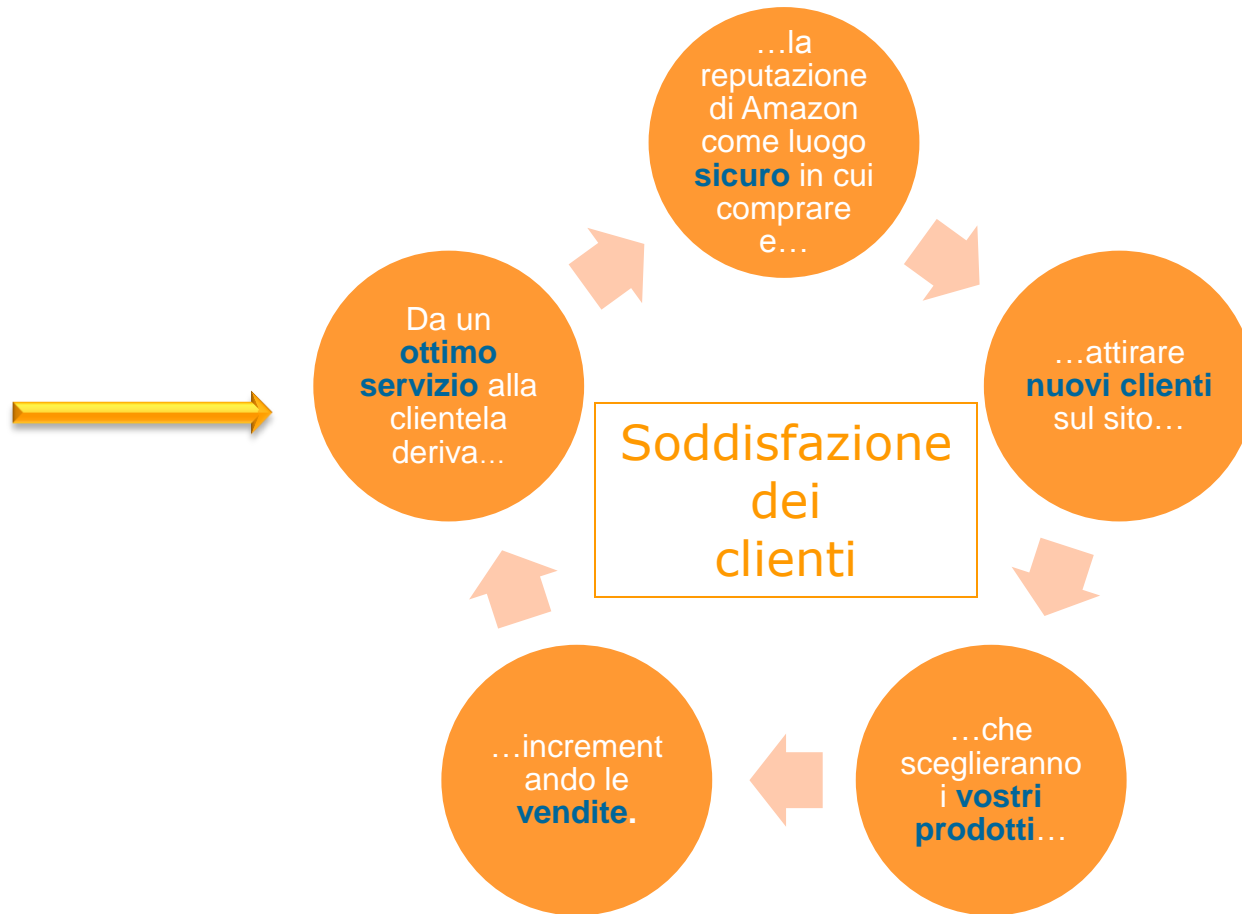 Da un
ottimo
servizio alla
clientela
deriva…
…la
reputazione
di Amazon
come luogo
sicuro in cui
comprare
e…
…attirare
nuovi clienti
sul sito…
…che
sceglieranno
i vostri
prodotti…
…increment
ando le
vendite.
Soddisfazione
dei
clienti